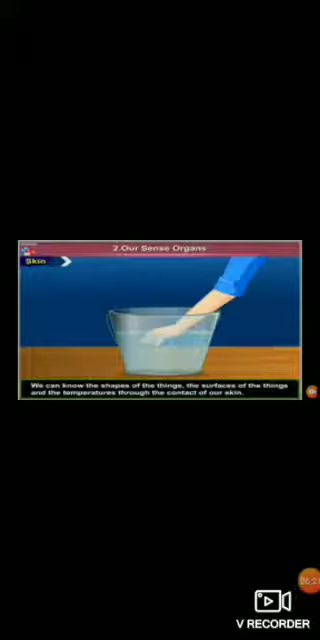 2.Our Sense Organs
Skin
We can know the shapes of the things, the surfaces of the things
and the temperatures through the contact of our skin.
V RECORDER